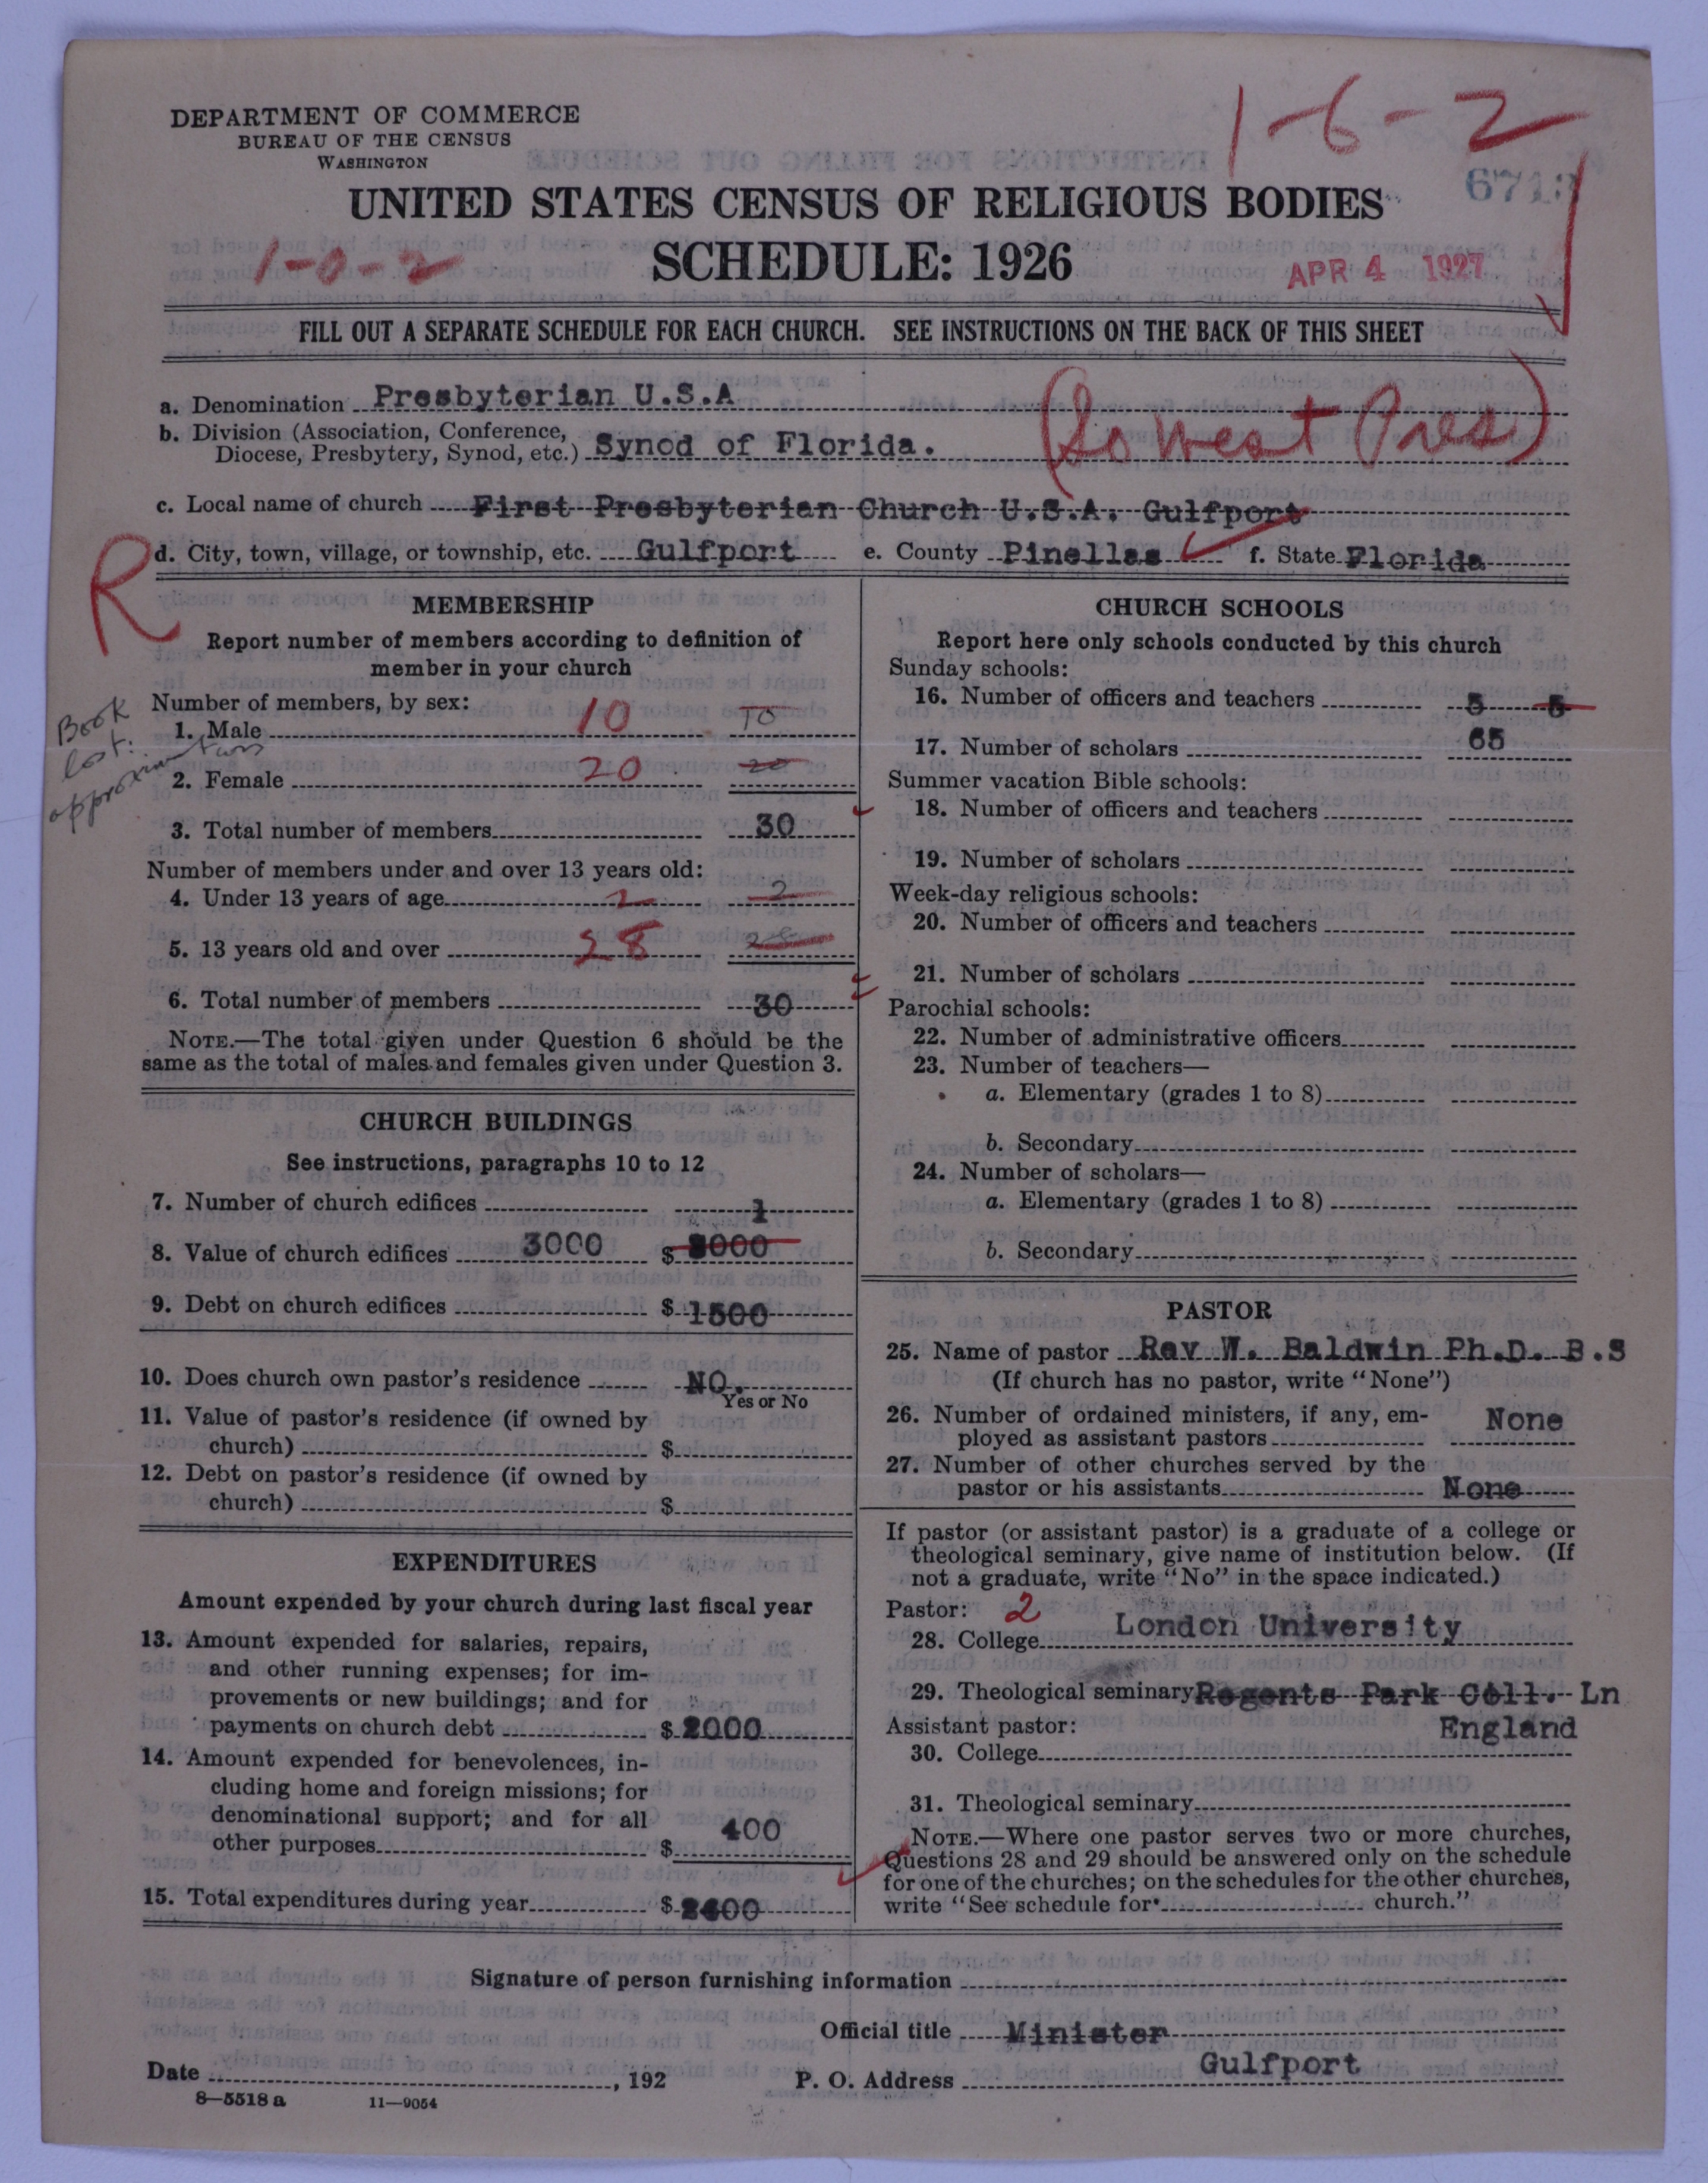 DEPARTMENT OF COMMERCE
BUREAU OF THE CENSUS
WASHINGTON
1-6-2
UNITED STATES CENSUS OF RELIGIOUS BODIES
SCHEDULE: 1926
1-0-2
APR 4 1927
FILL OUT A SEPARATE SCHEDULE FOR EACH CHURCH. SEE INSTRUCTIONS ON THE BACK OF THIS SHEET
a. Denomination Presbyterian U.S.A
b. Division (Association, Conference,
Diocese, Presbytery, Synod, etc.) Synod of Florida.
c. Local name of church First Presbyterian Church U.S.A. Gulfport
d. City, town, village, or township, etc. Gulfport e. County Pinellas f. State Florida
R
MEMBERSHIP
Report number of members according to definition of
member in your church
Number of members, by sex:
1. Male 10 10
2. Female 20 20
Book
lost.
3. Total number of members 30
Number of members under and over 13 years old:
4. Under 13 years of age 2 2
5. 13 years old and over 28 28
6. Total number of members 30
NOTE.—The total given under Question 6 should be the
same as the total of males and females given under Question 3.
CHURCH BUILDINGS
See instructions, paragraphs 10 to 12
7. Number of church edifices 1
8. Value of church edifices 3000 $ 3000
9. Debt on church edifices $ 1500
10. Does church own pastor's residence NO.
Yes or No
11. Value of pastor's residence (if owned by
church) $
12. Debt on pastor's residence (if owned by
church) $
EXPENDITURES
Amount expended by your church during last fiscal year
13. Amount expended for salaries, repairs,
and other running expenses; for im-
provements or new buildings; and for
payments on church debt $ 2000
14. Amount expended for benevolences, in-
cluding home and foreign missions; for
denominational support; and for all
other purposes $ 400
15. Total expenditures during year $ 2400
CHURCH SCHOOLS
Report here only schools conducted by this church
Sunday schools:
16. Number of officers and teachers 5 5
17. Number of scholars 65
Summer vacation Bible schools:
18. Number of officers and teachers
19. Number of scholars
Week-day religious schools:
20. Number of officers and teachers
21. Number of scholars
Parochial schools:
22. Number of administrative officers
23. Number of teachers—
a. Elementary (grades 1 to 8)
b. Secondary
24. Number of scholars—
a. Elementary (grades 1 to 8)
b. Secondary
PASTOR
25. Name of pastor Rev W. Baldwin Ph.D. B.S
(If church has no pastor, write "None")
26. Number of ordained ministers, if any, em-
ployed as assistant pastors None
27. Number of other churches served by the
pastor or his assistants None
If pastor (or assistant pastor) is a graduate of a college or
theological seminary, give name of institution below. (If
not a graduate, write "No" in the space indicated.)
Pastor: 2
28. College London University
29. Theological seminary Regents Park Coll. Ln
England
Assistant pastor:
30. College
31. Theological seminary
NOTE.—Where one pastor serves two or more churches,
Questions 28 and 29 should be answered only on the schedule
for one of the churches; on the schedules for the other churches,
write "See schedule for church."
Signature of person furnishing information
Official title Minister
Date , 192
P. O. Address Gulfport
8—5518 a 11—9054